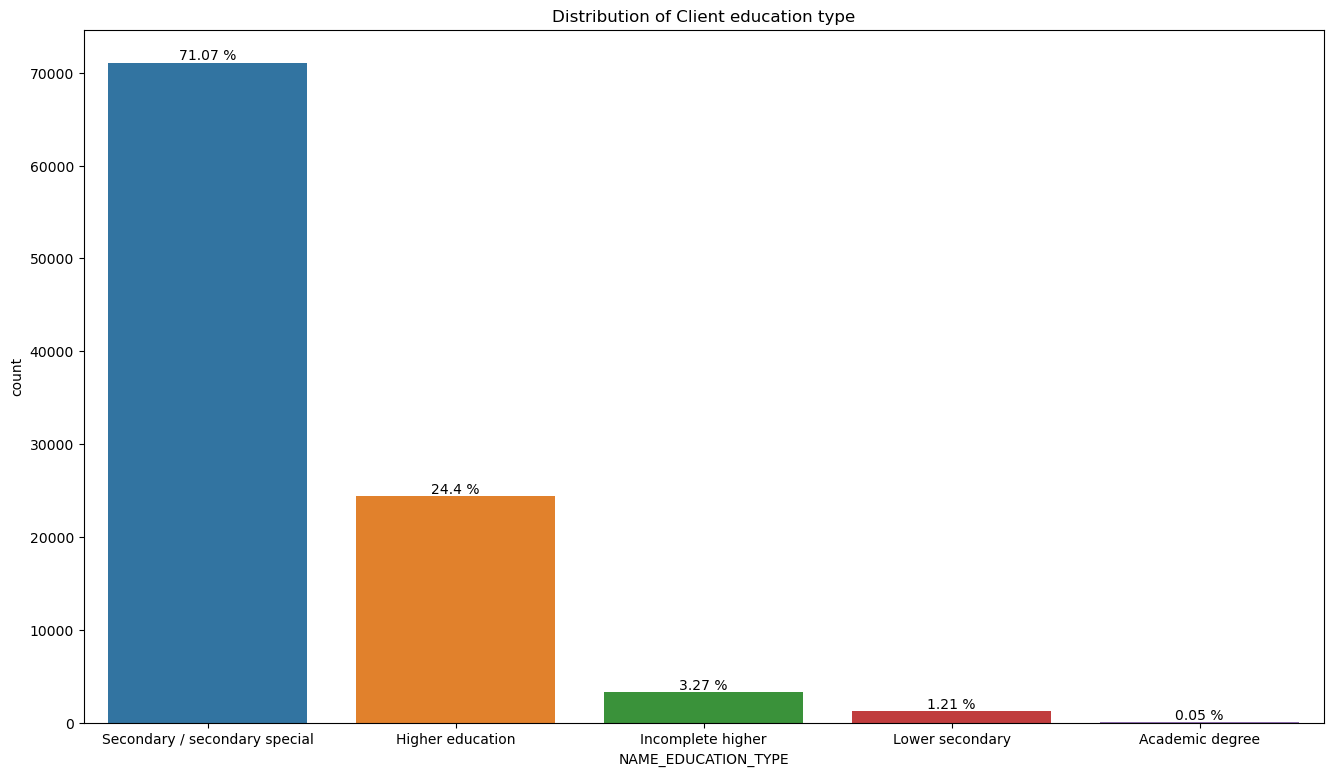 Distribution of Client education type
71.07 %
70000
60000
50000
40000
count
30000
24.4 %
20000
10000
3.27 %
1.21 %
0.05 %
0
Secondary / secondary special
Higher education
Incomplete higher
Lower secondary
Academic degree
NAME_EDUCATION_TYPE